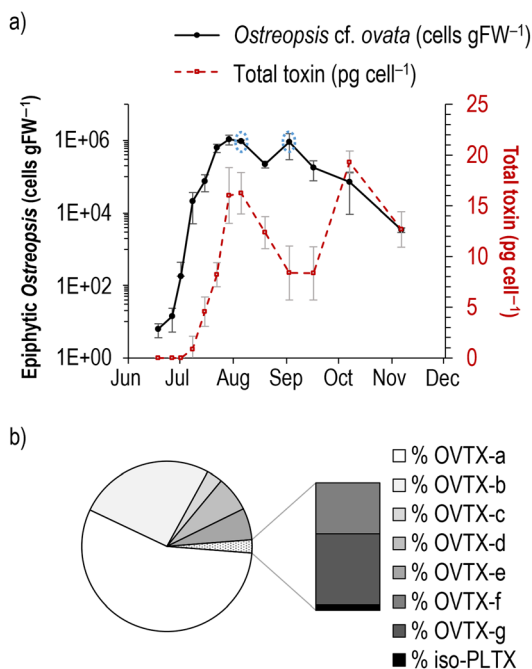 a)
Ostreopsis cf. ovata (cells gFW⁻¹)
Total toxin (pg cell⁻¹)
Epiphytic Ostreopsis (cells gFW⁻¹)
1E+06
1E+04
1E+02
1E+00
25
20
15
10
5
0
Total toxin
(pg cell⁻¹)
Jun Jul Aug Sep Oct Nov Dec
b)
% OVTX-a
% OVTX-b
% OVTX-c
% OVTX-d
% OVTX-e
% OVTX-f
% OVTX-g
% iso-PLTX